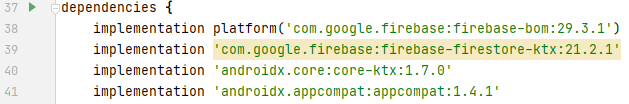 37 dependencies {
38 implementation platform('com.google.firebase:firebase-bom:29.3.1')
39 implementation 'com.google.firebase:firebase-firestore-ktx:21.2.1'
40 implementation 'androidx.core:core-ktx:1.7.0'
41 implementation 'androidx.appcompat:appcompat:1.4.1'